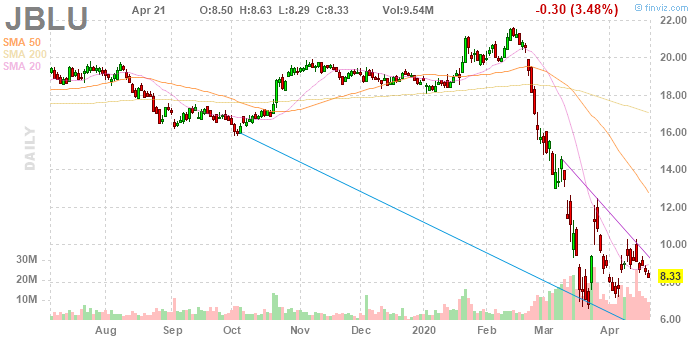 JBLU Apr 21 O:8.50 H:8.63 L:8.29 C:8.33 Vol:9.54M -0.30 (3.48%) © finviz.com
SMA 50
SMA 200
SMA 20
DAILY
22.00
20.00
18.00
16.00
14.00
12.00
10.00
8.33
8.00
6.00
30M
20M
10M
Aug Sep Oct Nov Dec 2020 Feb Mar Apr